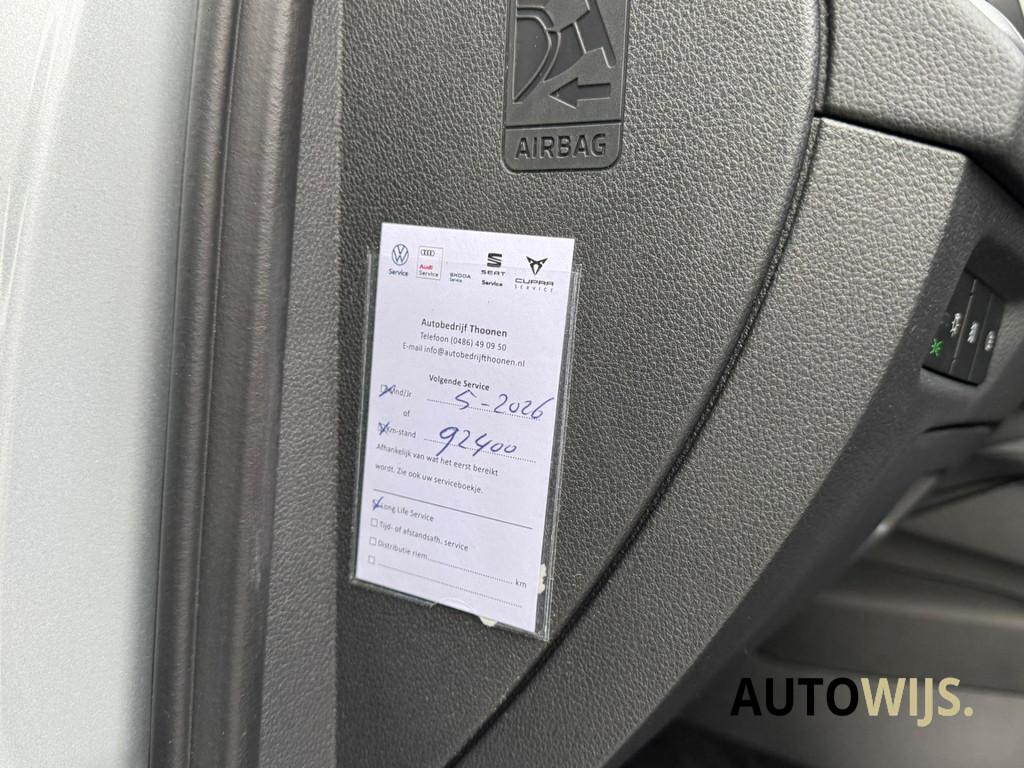 AIRBAG
Service
Audi
Service
ŠKODA
Service
SEAT
Service
CUPRA
SERVICE
Autobedrijf Thoonen
Telefoon (0486) 49 09 50
E-mail info@autobedrijfthoonen.nl
Volgende Service
mnd/jr 5-2026
of
Km-stand 92400
Afhankelijk van wat het eerst bereikt
wordt. Zie ook uw serviceboekje.
Long Life Service
Tijd- of afstandsafh. service
Distributie riem km
AUTOWIJS.